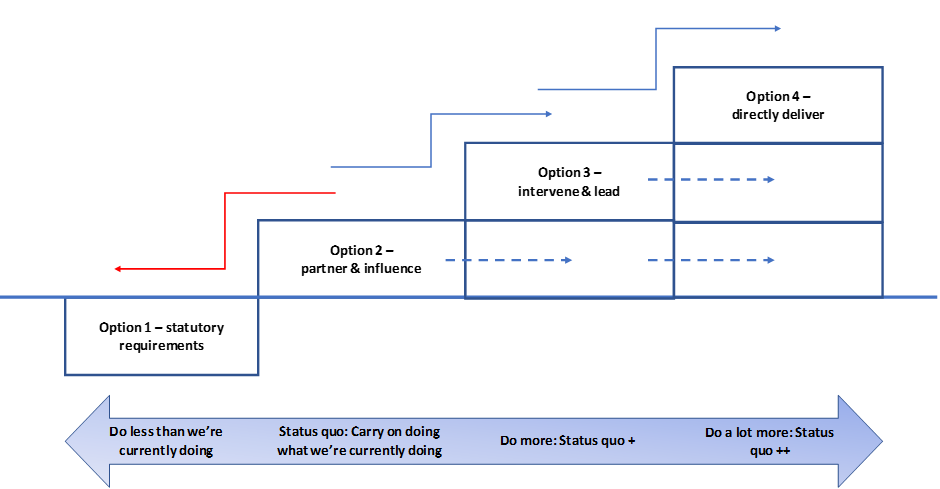 Option 4 –
directly deliver
Option 3 –
intervene & lead
Option 2 –
partner & influence
Option 1 – statutory
requirements
Do less than we're
currently doing
Status quo: Carry on doing
what we're currently doing
Do more: Status quo +
Do a lot more: Status
quo ++